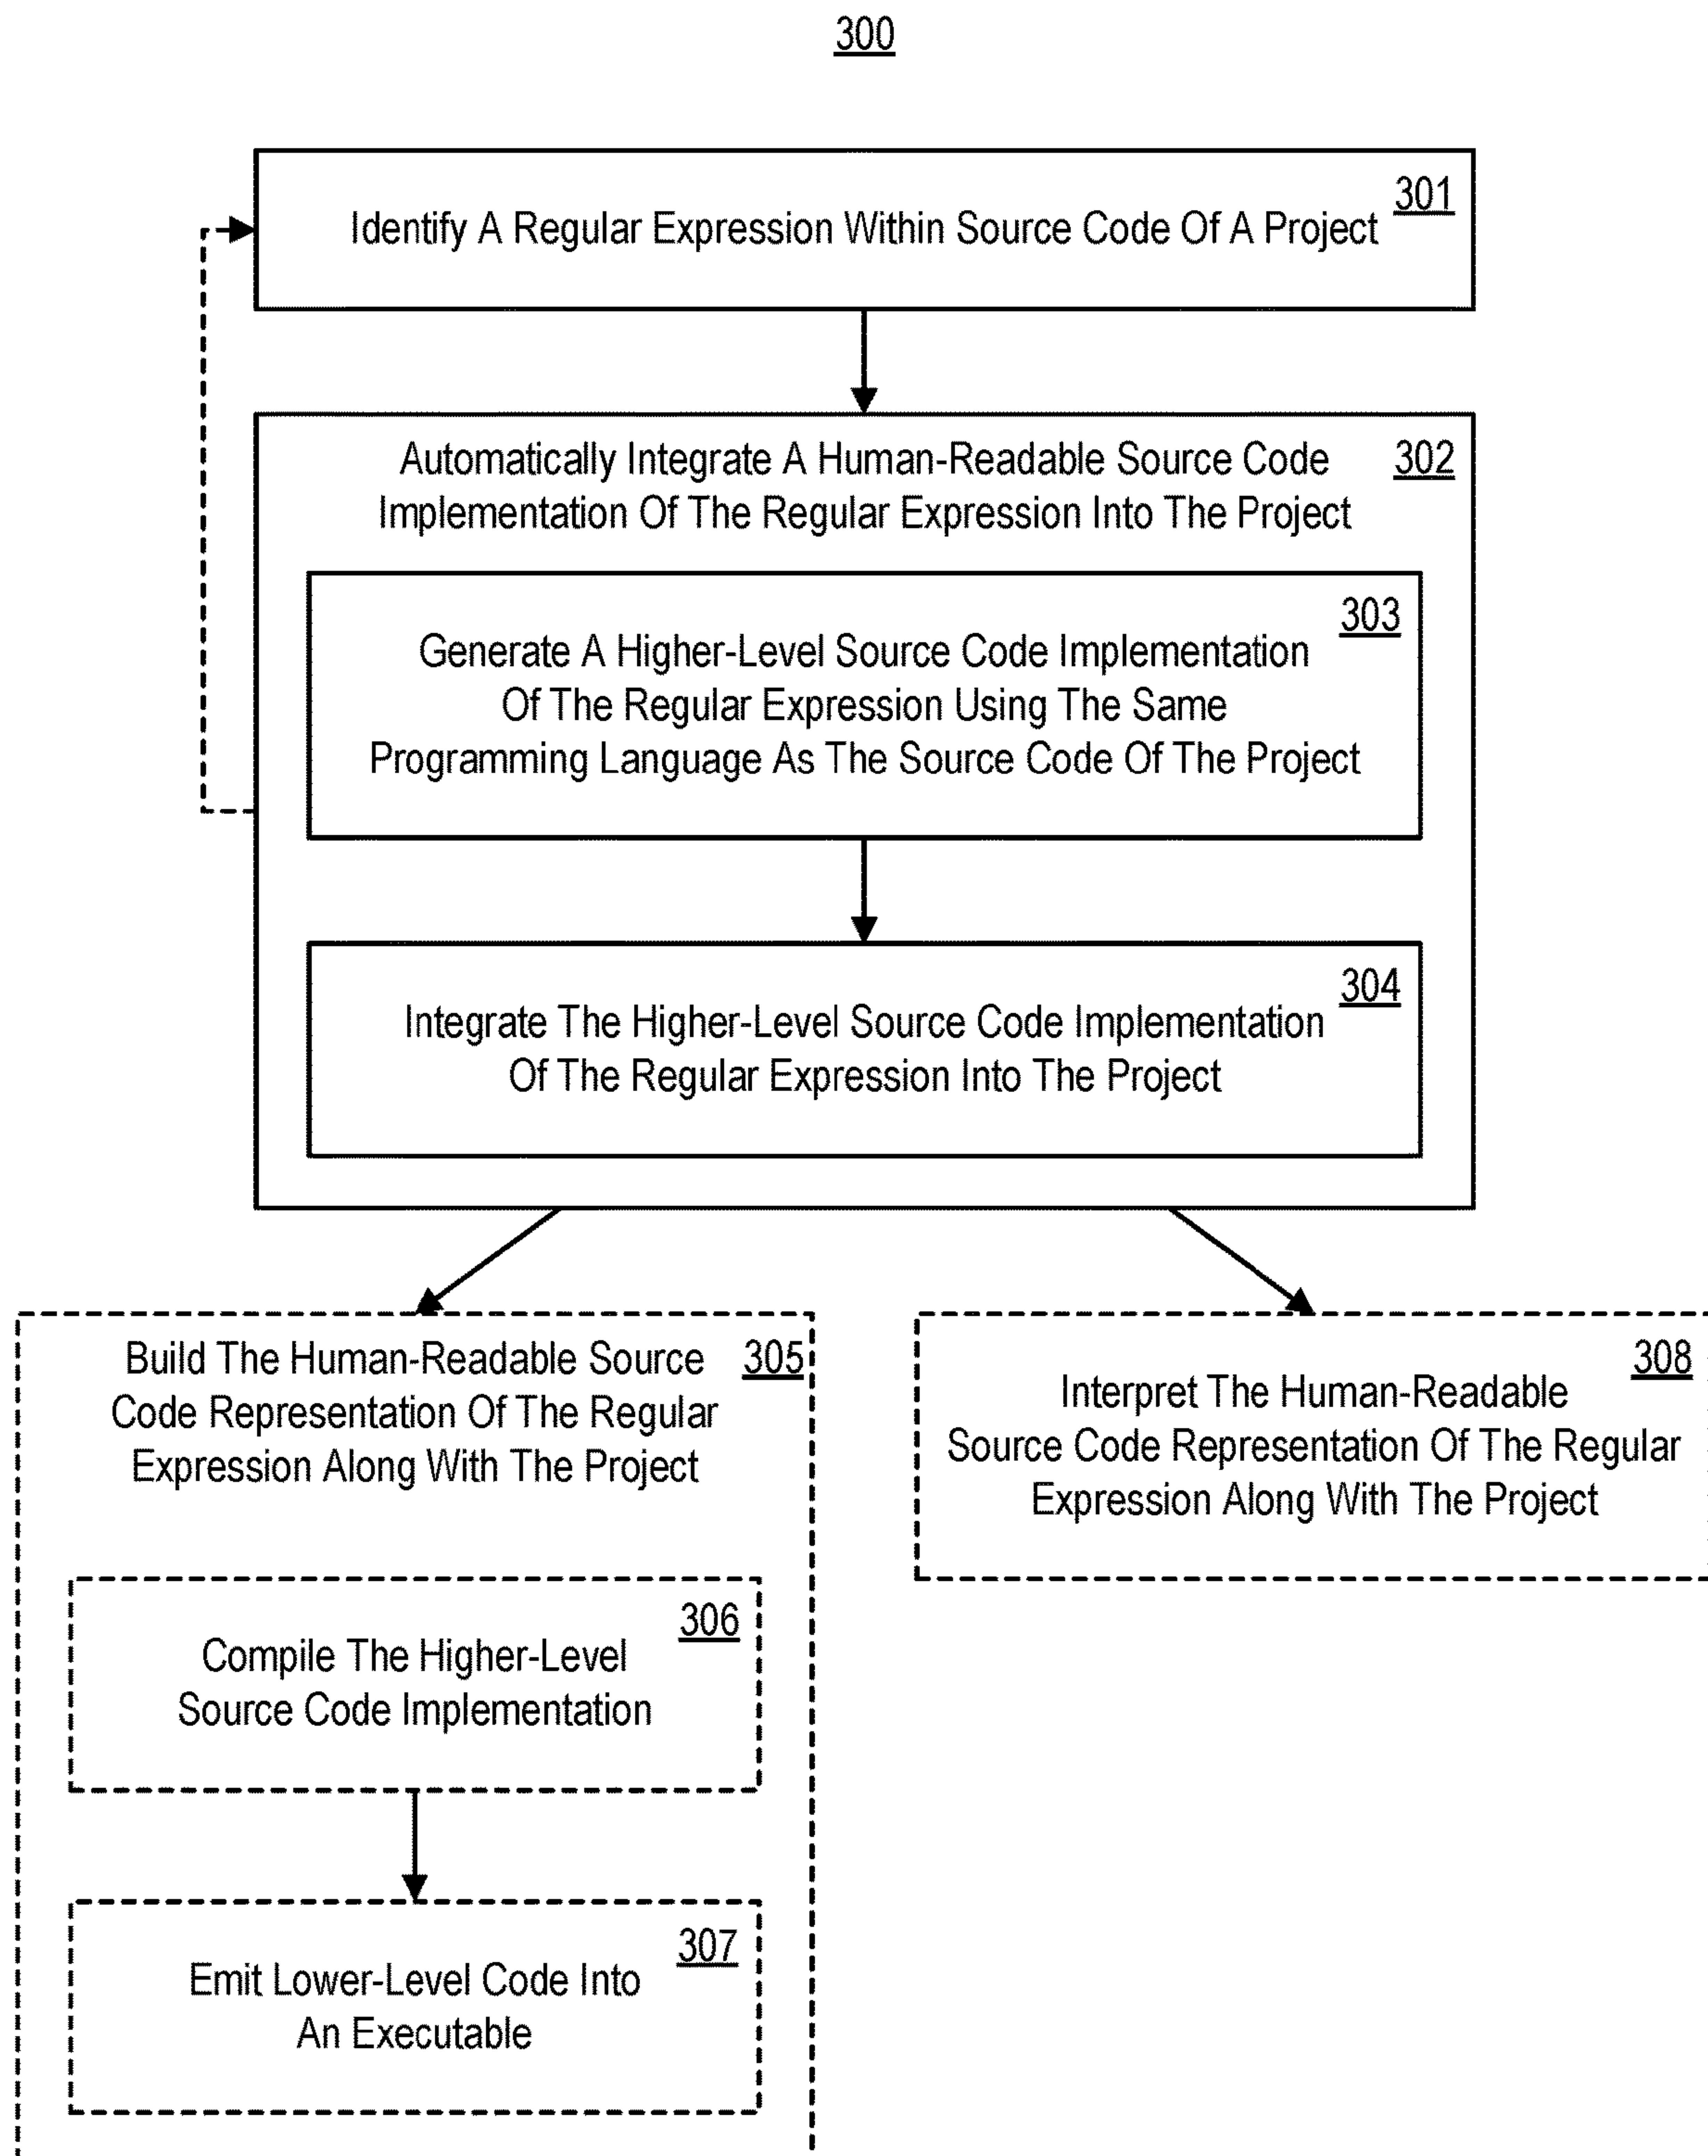 300
301
Identify A Regular Expression Within Source Code Of A Project
Automatically Integrate A Human-Readable Source Code
302
Implementation Of The Regular Expression Into The Project
303
Generate A Higher-Level Source Code Implementation
Of The Regular Expression Using The Same
Programming Language As The Source Code Of The Project
304
Integrate The Higher-Level Source Code Implementation
Of The Regular Expression Into The Project
Build The Human-Readable Source
305
Code Representation Of The Regular
Expression Along With The Project
306
Compile The Higher-Level
Source Code Implementation
307
Emit Lower-Level Code Into
An Executable
308
Interpret The Human-Readable
Source Code Representation Of The Regular
Expression Along With The Project